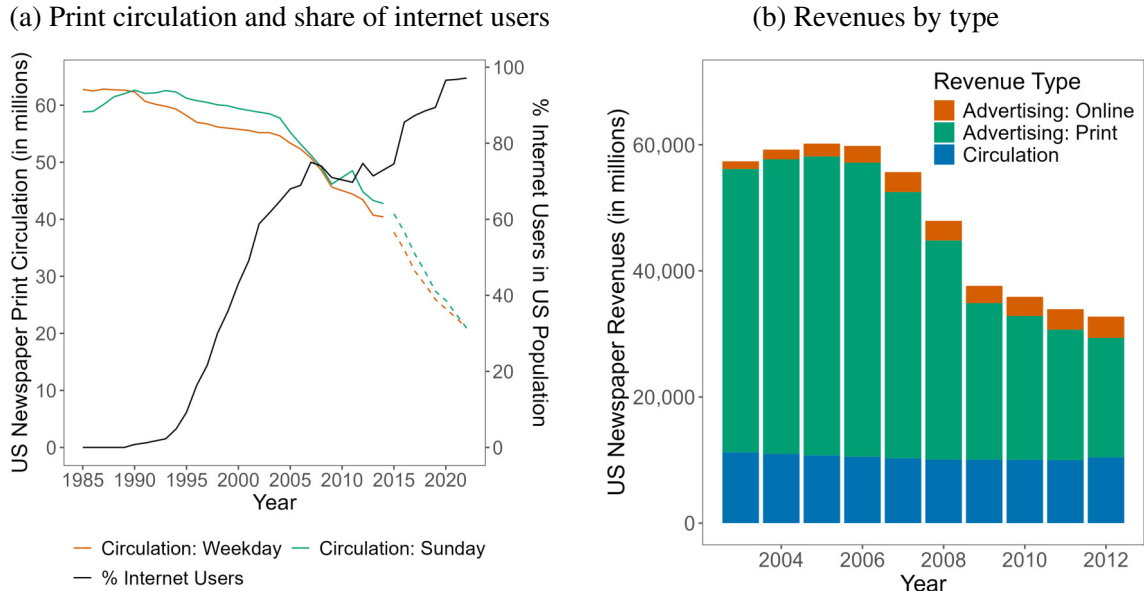 (a) Print circulation and share of internet users
US Newspaper Print Circulation (in millions)
60
50
40
30
20
10
0
100
80
60
40
20
0
% Internet Users in US Population
1985 1990 1995 2000 2005 2010 2015 2020
Year
Circulation: Weekday Circulation: Sunday
% Internet Users
(b) Revenues by type
US Newspaper Revenues (in millions)
60,000
40,000
20,000
0
Revenue Type
Advertising: Online
Advertising: Print
Circulation
2004 2006 2008 2010 2012
Year